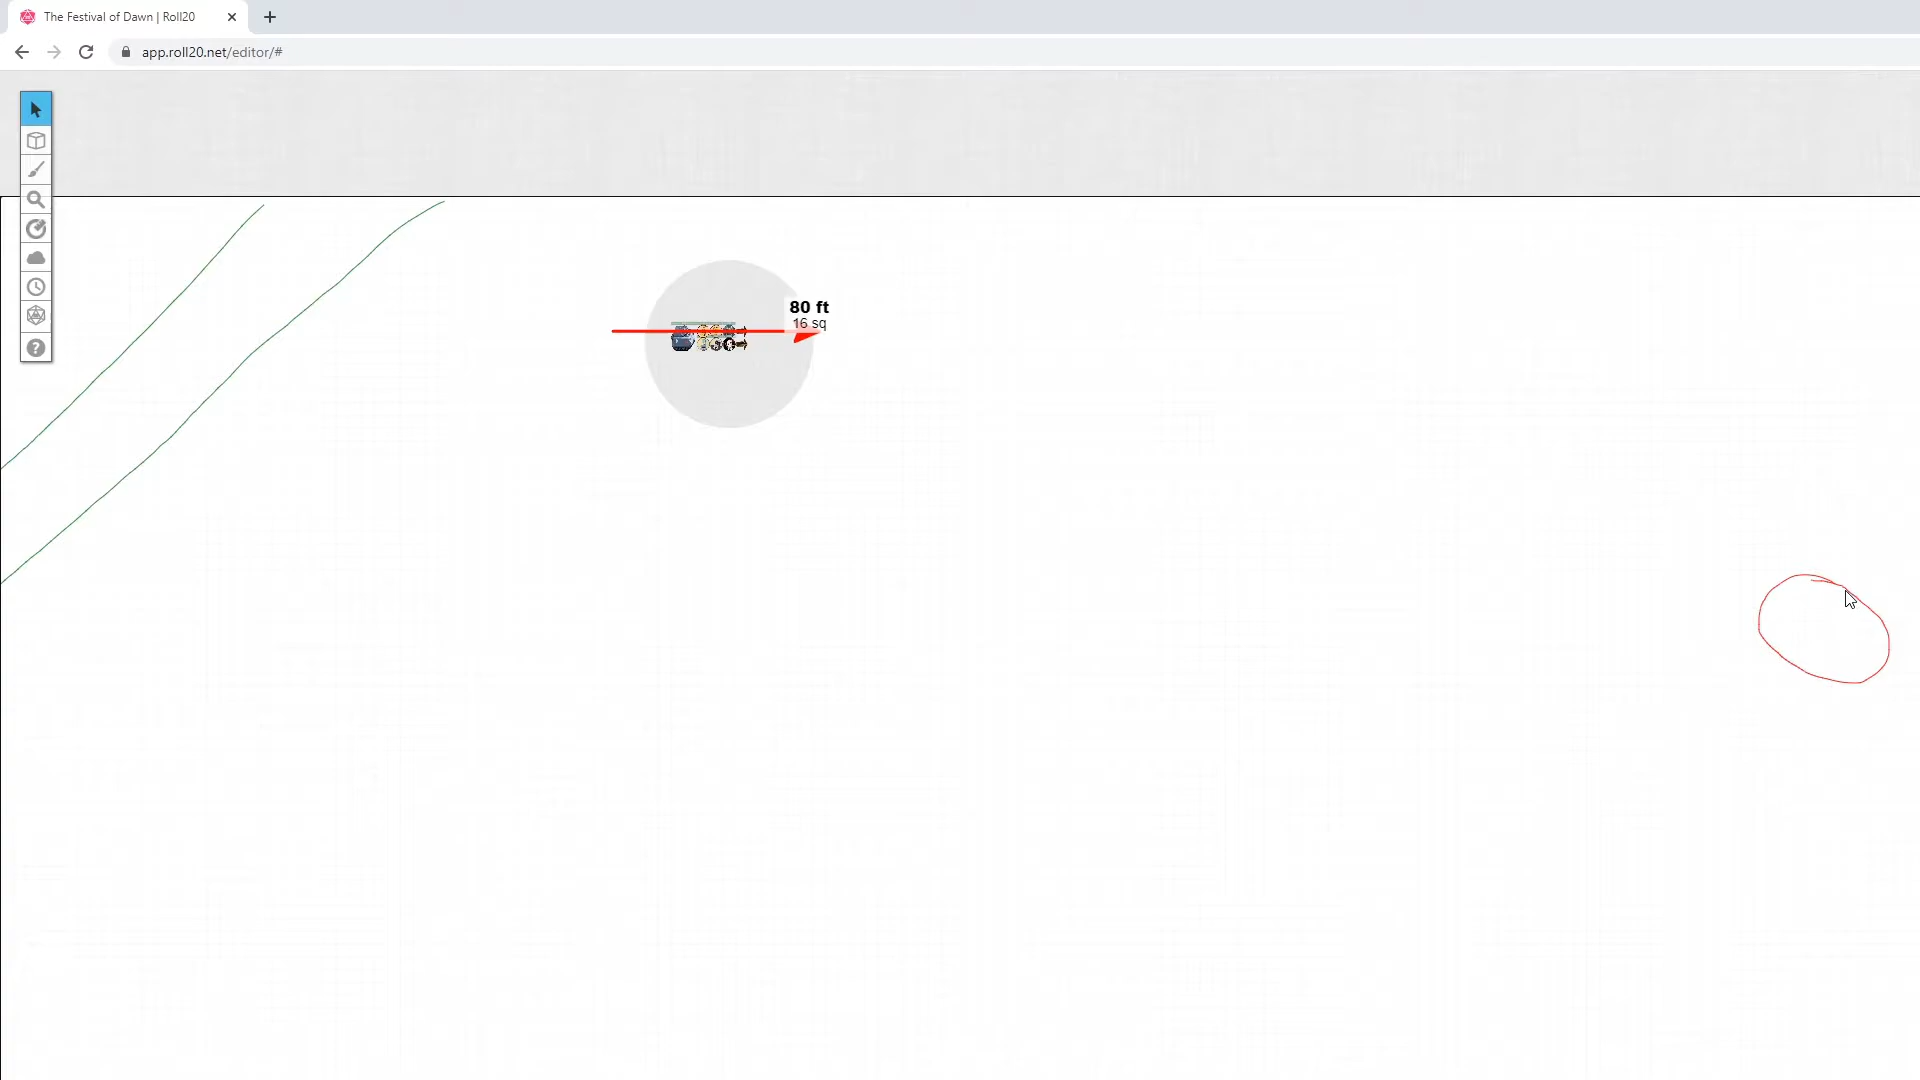 The Festival of Dawn | Roll20
app.roll20.net/editor/#
80 ft
16 sq